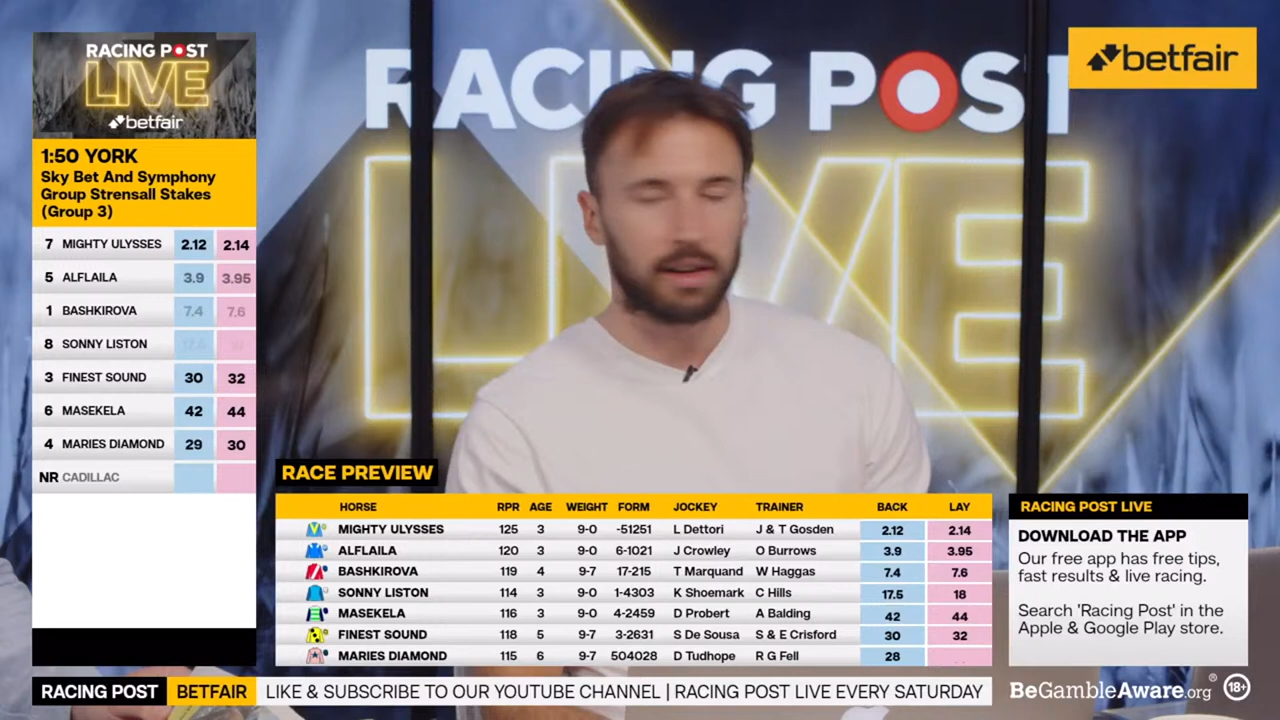 RACING POST
LIVE
betfair
1:50 YORK
Sky Bet And Symphony
Group Strensall Stakes
(Group 3)
7 MIGHTY ULYSSES 2.12 2.14
5 ALFLAILA 3.9 3.95
1 BASHKIROVA 7.4 7.6
8 SONNY LISTON
3 FINEST SOUND 30 32
6 MASEKELA 42 44
4 MARIES DIAMOND 29 30
NR CADILLAC
RACING POST
LIVE
betfair
RACE PREVIEW
HORSE RPR AGE WEIGHT FORM JOCKEY TRAINER BACK LAY
MIGHTY ULYSSES 125 3 9-0 -51251 L Dettori J & T Gosden 2.12 2.14
ALFLAILA 120 3 9-0 6-1021 J Crowley O Burrows 3.9 3.95
BASHKIROVA 119 4 9-7 17-215 T Marquand W Haggas 7.4 7.6
SONNY LISTON 114 3 9-0 1-4303 K Shoemark C Hills 17.5 18
MASEKELA 116 3 9-0 4-2459 D Probert A Balding 42 44
FINEST SOUND 118 5 9-7 3-2631 S De Sousa S & E Crisford 30 32
MARIES DIAMOND 115 6 9-7 504028 D Tudhope R G Fell 28
RACING POST LIVE
DOWNLOAD THE APP
Our free app has free tips,
fast results & live racing.
Search 'Racing Post' in the
Apple & Google Play store.
RACING POST BETFAIR LIKE & SUBSCRIBE TO OUR YOUTUBE CHANNEL | RACING POST LIVE EVERY SATURDAY
BeGambleAware.org® 18+